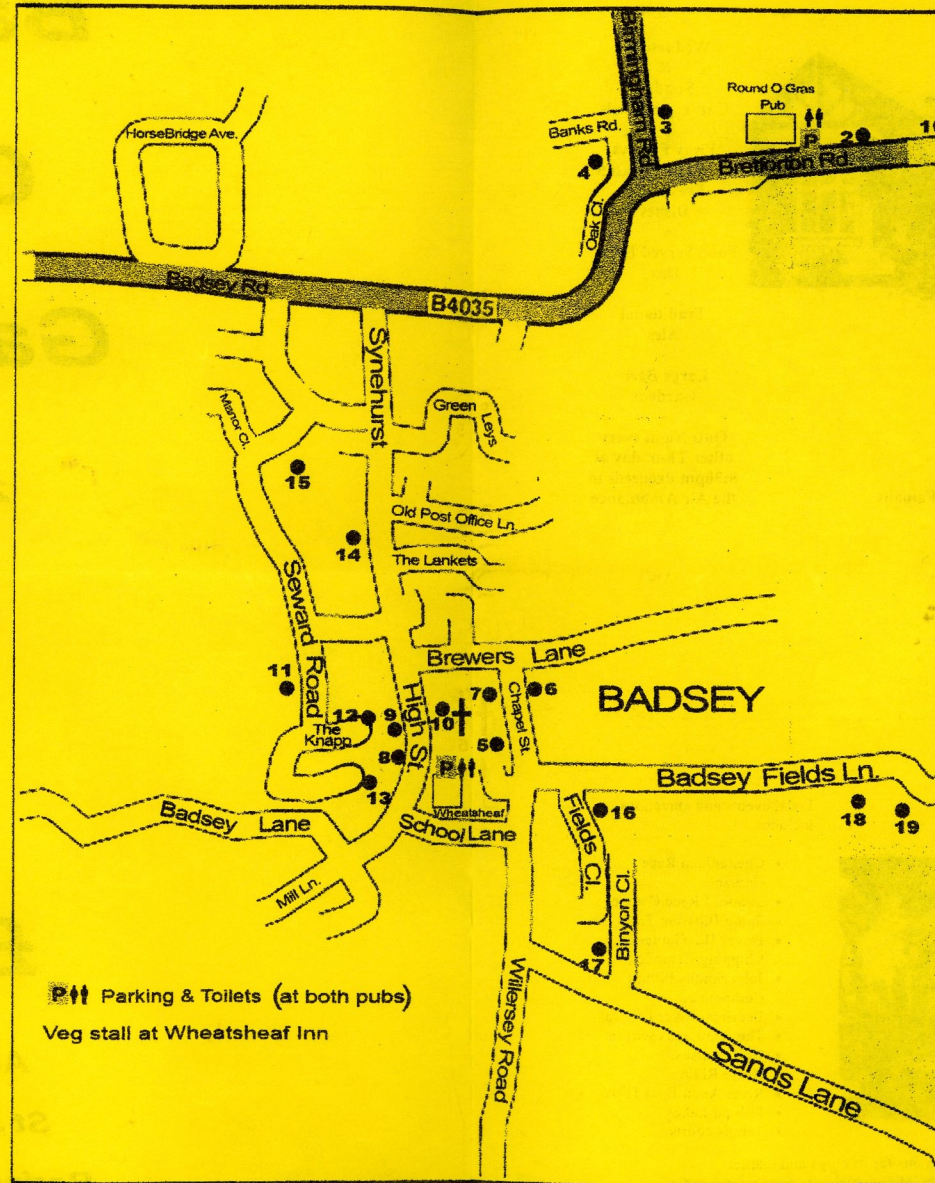 Birmingham Rd
Round O Gras
Pub
HorseBridge Ave.
Banks Rd.
3
P
2
4
Bretforton Rd
Oak Cl.
Badsey Rd.
B4035
Synehurst
Manor Cl.
Green Leys
15
Old Post Office Ln.
14
The Lankets
Seward Road
Brewers Lane
11
High St
7
Chapel St.
6
BADSEY
12
9
10
The
Knapp
5
8
P
13
Badsey Fields Ln.
Wheatsheaf
Badsey Lane
School Lane
Fields Cl.
16
18
19
Mill Ln.
Binyon Cl.
17
Willersey Road
P Parking & Toilets (at both pubs)
Veg stall at Wheatsheaf Inn
Sands Lane